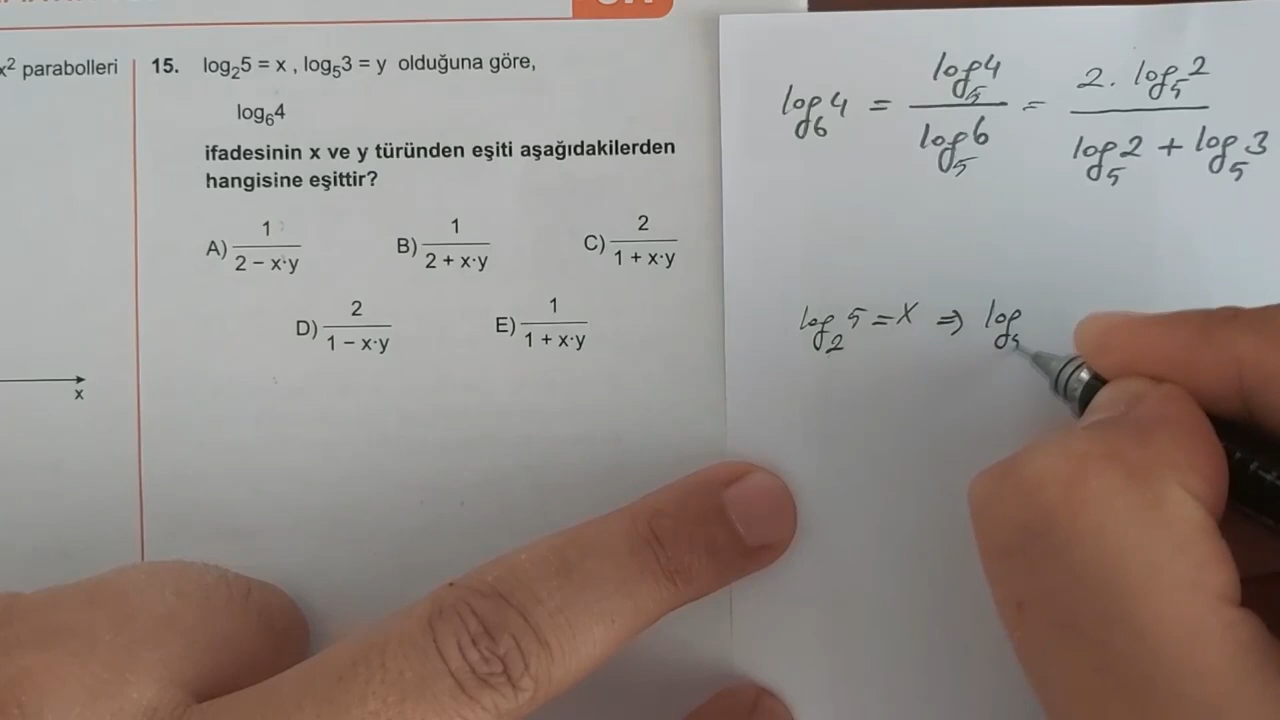 x² parabolleri
15. log₂5 = x , log₅3 = y olduğuna göre,
log₆4
ifadesinin x ve y türünden eşiti aşağıdakilerden
hangisine eşittir?
A) 1/(2 − x·y) B) 1/(2 + x·y) C) 2/(1 + x·y)
D) 2/(1 − x·y) E) 1/(1 + x·y)
x
log₆4 = log₅4/log₅6 = 2. log₅2/(log₅2 + log₅3)
log₂5 = x ⇒ log₅